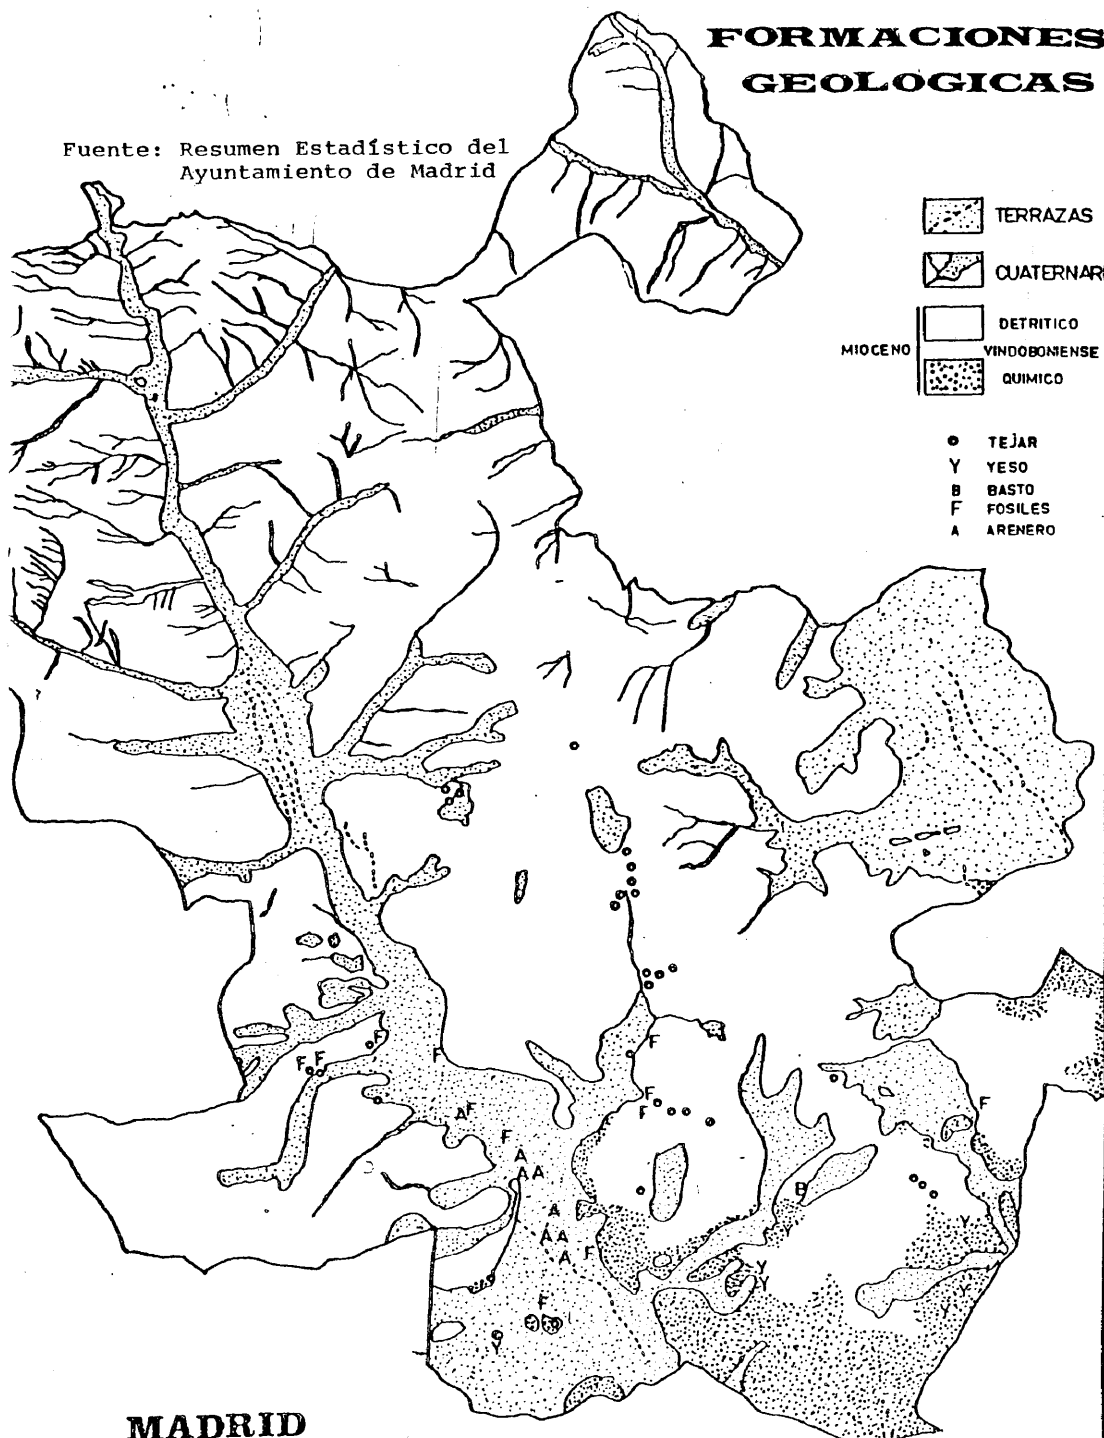 FORMACIONES
GEOLOGICAS
Fuente: Resumen Estadístico del
Ayuntamiento de Madrid
TERRAZAS
CUATERNAR
DETRITICO
MIOCENO
VINDOBONIENSE
QUIMICO
TEJAR
Y YESO
B BASTO
F FOSILES
A ARENERO
F
F
F F
F
F
F
A F
F
F
A
A A
B
Y
Y
A
A A
F
A
Y
Y
Y
Y
F
Y
MADRID